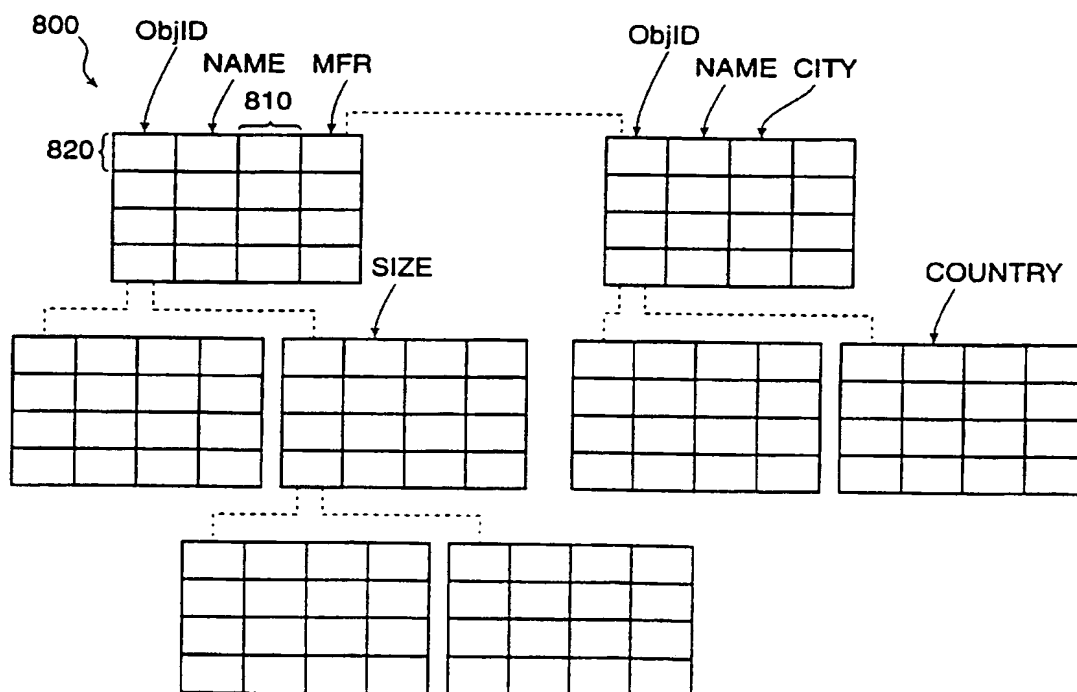 800
ObjID
NAME MFR
810
820
ObjID
NAME CITY
SIZE
COUNTRY